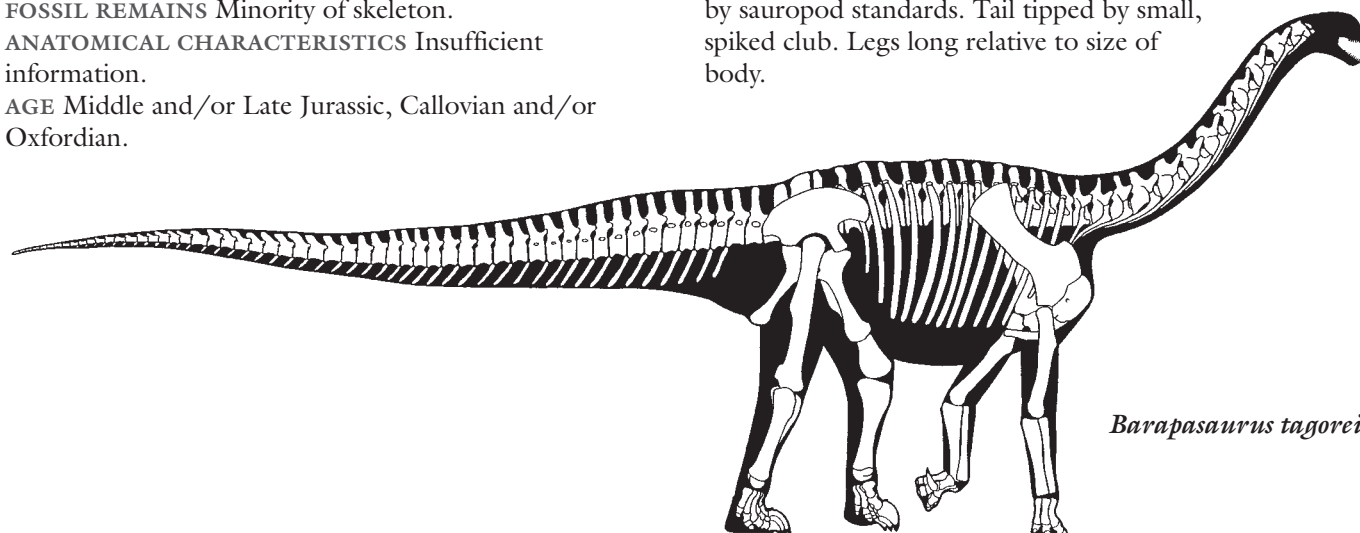 FOSSIL REMAINS Minority of skeleton.
ANATOMICAL CHARACTERISTICS Insufficient
information.
AGE Middle and/or Late Jurassic, Callovian and/or
Oxfordian.
by sauropod standards. Tail tipped by small,
spiked club. Legs long relative to size of
body.
Barapasaurus tagorei